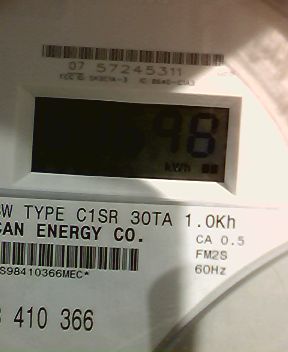 07 57245311
98
kWh
SW TYPE C1SR 30TA 1.0Kh
CAN ENERGY CO.
CA 0.5
FM2S
60Hz
S98410366MEC*
410 366